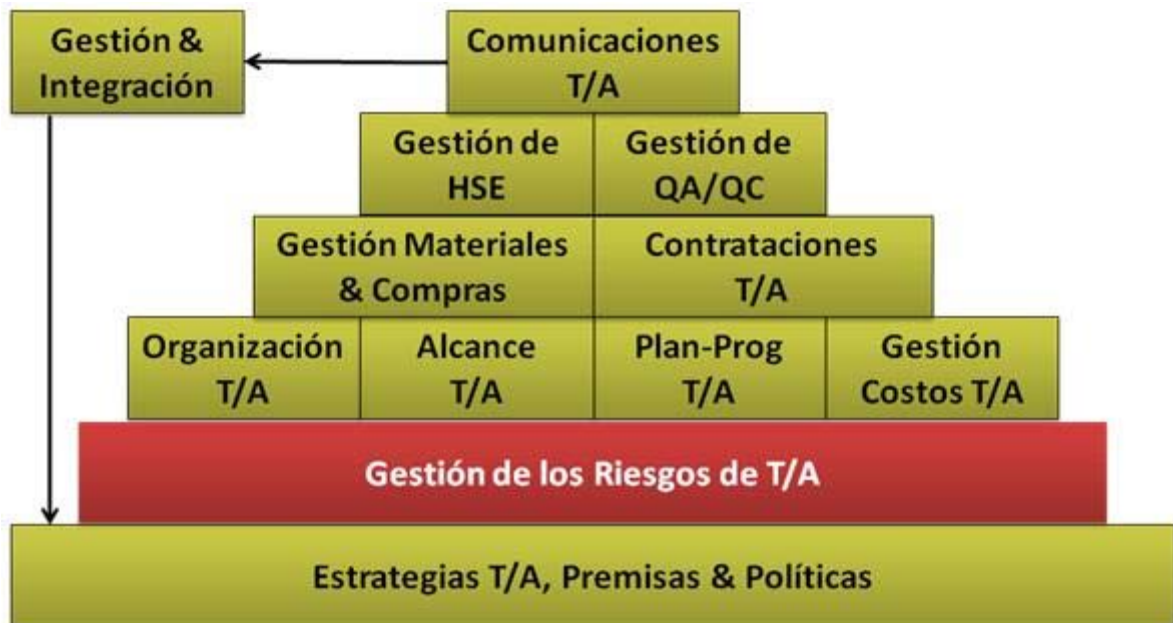 Gestión &
Integración
Comunicaciones
T/A
Gestión de
HSE
Gestión de
QA/QC
Gestión Materiales
& Compras
Contrataciones
T/A
Organización
T/A
Alcance
T/A
Plan-Prog
T/A
Gestión
Costos T/A
Gestión de los Riesgos de T/A
Estrategias T/A, Premisas & Políticas